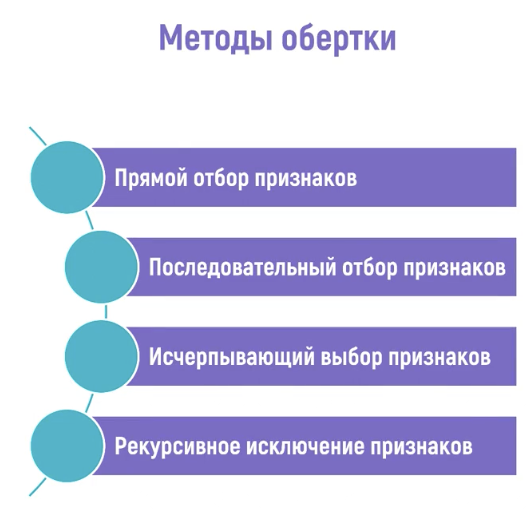 Методы обертки
Прямой отбор признаков
Последовательный отбор признаков
Исчерпывающий выбор признаков
Рекурсивное исключение признаков